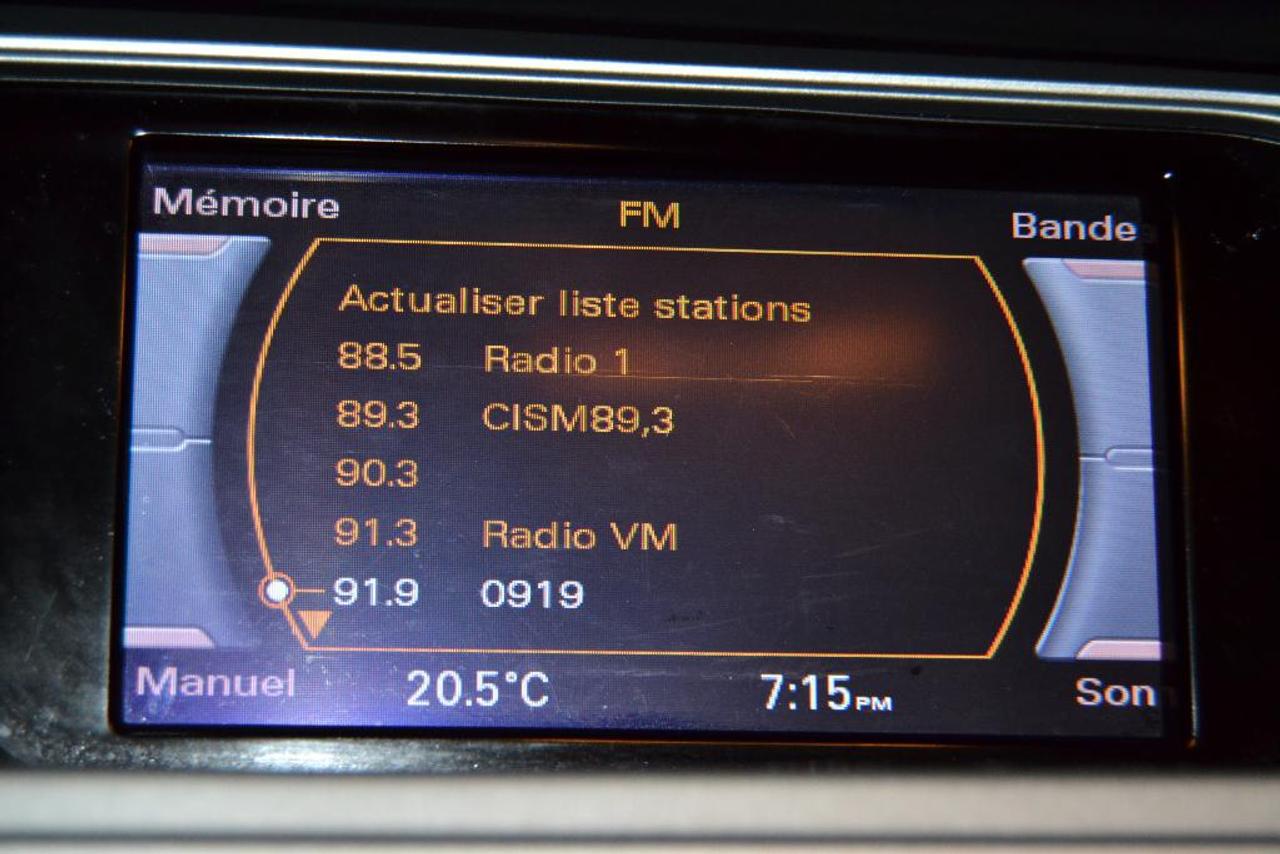 Mémoire FM Bande
Actualiser liste stations
88.5 Radio 1
89.3 CISM89,3
90.3
91.3 Radio VM
91.9 0919
Manuel 20.5°C 7:15PM Son